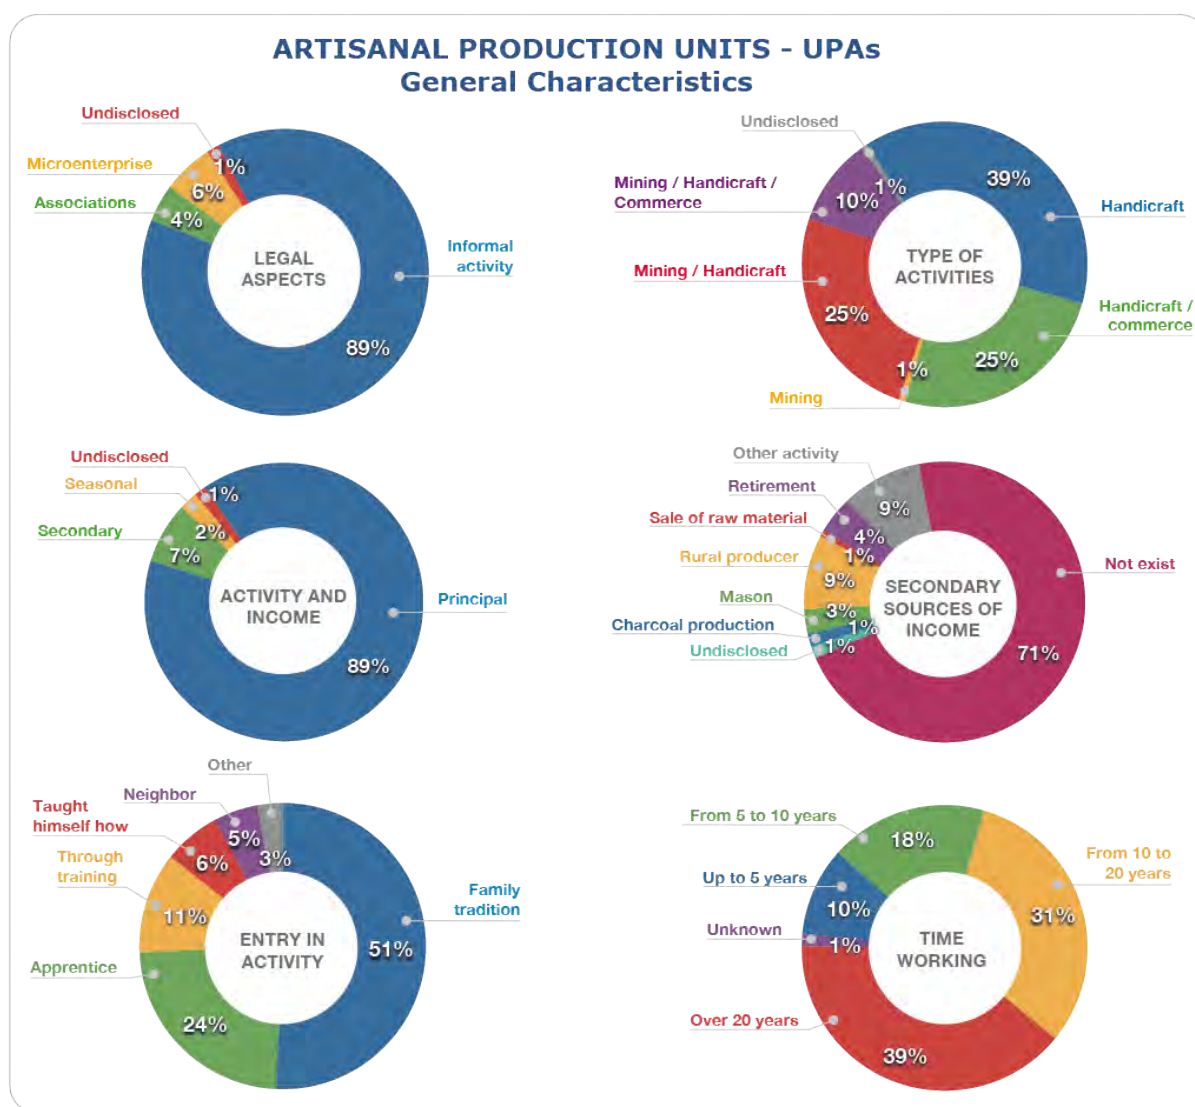 ARTISANAL PRODUCTION UNITS - UPAs
General Characteristics
Undisclosed
1%
Microenterprise
6%
Associations
4%
LEGAL
ASPECTS
Informal
activity
89%
Undisclosed
1%
Mining / Handicraft /
Commerce
10%
39%
Handicraft
TYPE OF
ACTIVITIES
Mining / Handicraft
25%
Handicraft /
commerce
25%
1%
Mining
Undisclosed
1%
Seasonal
2%
Secondary
7%
ACTIVITY AND
INCOME
Principal
89%
Other activity
9%
Retirement
4%
Sale of raw material
1%
Rural producer
9%
Mason
3%
Charcoal production
1%
Undisclosed
1%
SECONDARY
SOURCES OF
INCOME
Not exist
71%
Other
3%
Neighbor
5%
Taught
himself how
6%
Through
training
11%
Apprentice
24%
ENTRY IN
ACTIVITY
Family
tradition
51%
From 5 to 10 years
18%
From 10 to
20 years
31%
Up to 5 years
10%
Unknown
1%
TIME
WORKING
Over 20 years
39%